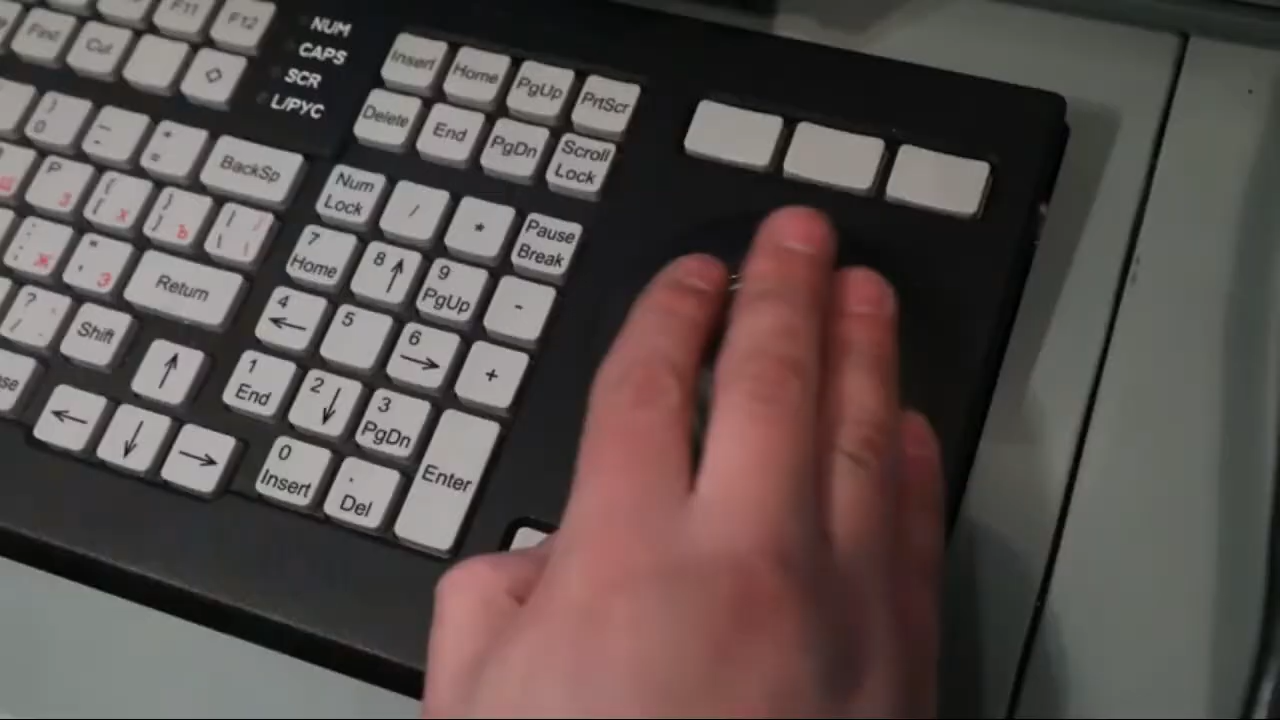 F11
F12
Find
Cut
NUM
CAPS
SCR
L/РУС
Insert
Home
PgUp
PrtScr
Delete
End
PgDn
Scroll
Lock
)
0
_
-
+
=
BackSp
P
З
{
[ Х
}
] Ъ
| /
\ \
:
; Ж
"
' Э
Return
?
/ .
Shift
Num
Lock
/
*
Pause
Break
7
Home
8 ↑
9
PgUp
-
4
←
5
6
→
+
1
End
2 ↓
3
PgDn
Enter
0
Insert
.
Del
↑
←
↓
→